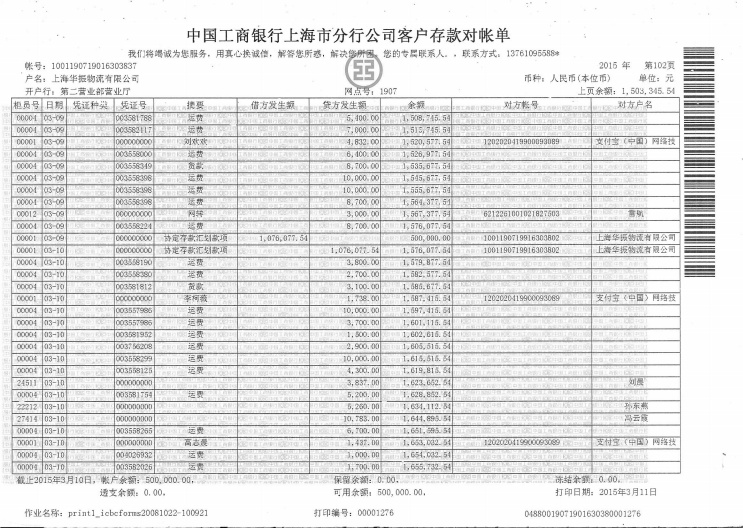 中国工商银行上海市分行公司客户存款对帐单
我们将竭诚为您服务，用真心换诚信，解答您所惑，解决您所困。您的专属联系人，。联系方式：13761095588*
帐号：1001190719016303837 2015 年 第102页
户名：上海华振物流有限公司 币种：人民币(本位币) 单位：元
开户行：第二营业部营业厅 网点号：1907 上页余额：1,503,345.54
柜员号 日期 凭证种类 凭证号 摘要 借方发生额 贷方发生额 余额 对方帐号 对方户名
00004 03-09 003581788 运费 5,400.00 1,508,745.54
00004 03-09 003582117 运费 7,000.00 1,515,745.54
00001 03-09 000000000 刘欢欢 4,832.00 1,520,577.54 1202020419900093089 支付宝（中国）网络技
00004 03-09 003558000 运费 6,400.00 1,526,977.54
00004 03-09 003558349 货款 8,700.00 1,535,677.54
00004 03-09 003558398 运费 10,000.00 1,545,677.54
00004 03-09 003558398 运费 10,000.00 1,555,677.54
00004 03-09 003558398 运费 8,700.00 1,564,377.54
00012 03-09 000000000 网转 3,000.00 1,567,377.54 6212261001021827503
00004 03-09 003558224 运费 8,700.00 1,576,077.54
00001 03-09 000000000 协定存款汇划款项 1,076,077.54 500,000.00 1001190719916303802 上海华振物流有限公司
00001 03-10 000000000 协定存款汇划款项 1,076,077.54 1,576,077.54 1001190719916303802 上海华振物流有限公司
00004 03-10 003558190 运费 3,800.00 1,579,877.54
00004 03-10 003558380 运费 2,700.00 1,582,577.54
00004 03-10 003581812 货款 3,100.00 1,585,677.54
00001 03-10 000000000 李柯薇 1,738.00 1,587,415.54 1202020419900093089 支付宝（中国）网络技
00004 03-10 003557986 运费 10,000.00 1,597,415.54
00004 03-10 003557986 运费 3,700.00 1,601,115.54
00004 03-10 003581952 运费 1,500.00 1,602,615.54
00004 03-10 003756208 运费 2,900.00 1,605,515.54
00004 03-10 003558299 运费 10,000.00 1,615,515.54
00004 03-10 003558125 运费 4,300.00 1,619,815.54
24511 03-10 000000000 3,837.00 1,623,652.54 刘晨
00004 03-10 003581754 运费 5,200.00 1,628,852.54
22212 03-10 000000000 5,260.00 1,634,112.54 孙东燕
27414 03-10 000000000 10,783.00 1,644,895.54 冯云霞
00004 03-10 003558265 运费 6,700.00 1,651,595.54
00001 03-10 000000000 高志晨 1,437.00 1,653,032.54 1202020419900093089 支付宝（中国）网络技
00004 03-10 004026932 运费 1,000.00 1,654,032.54
00004 03-10 003582026 运费 1,700.00 1,655,732.54
截止2015年3月10日，帐户余额：500,000.00。 保留余额：0.00。 冻结余额：0.00。
透支余额：0.00。 可用余额：500,000.00。 打印日期：2015年3月11日
作业名称：print1_icbcforms20081022-100921 打印编号：00001276 0488001907190163038​0001276